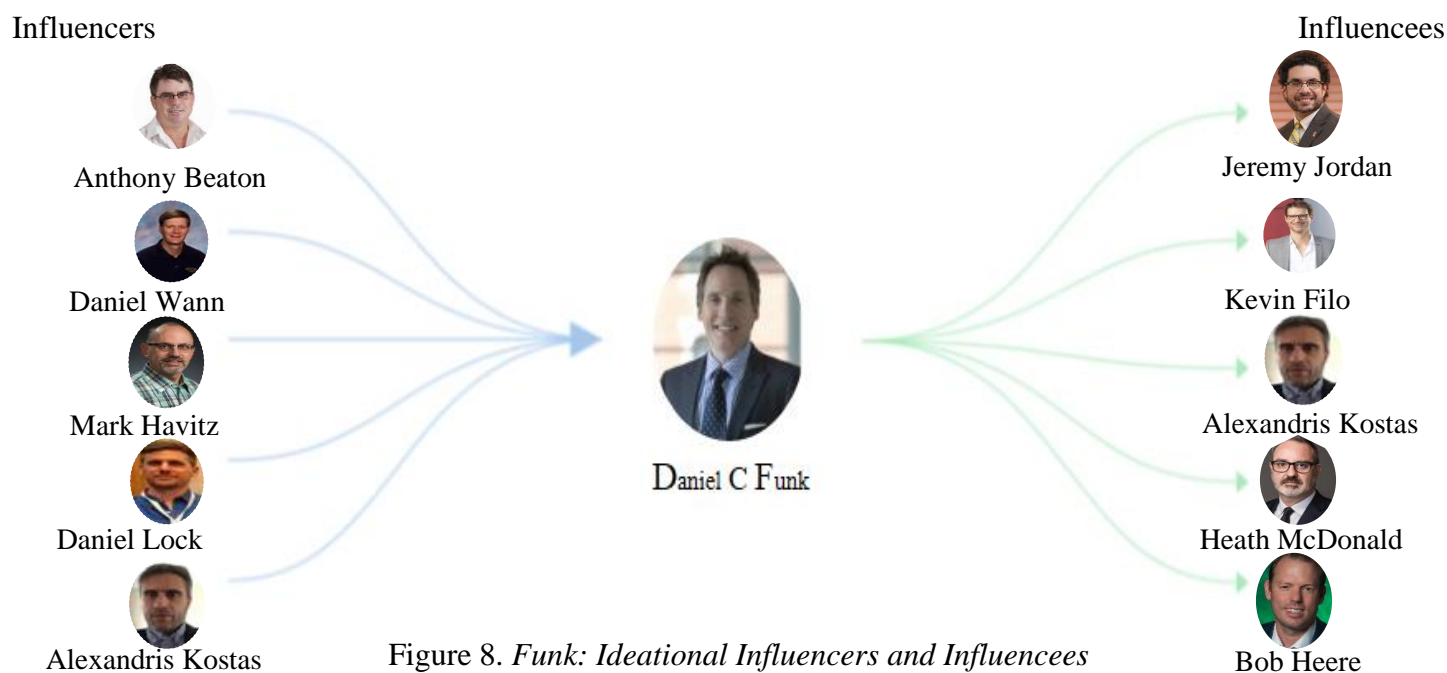 Influencers
Influencees
Anthony Beaton
Daniel Wann
Mark Havitz
Daniel Lock
Alexandris Kostas
Daniel C Funk
Jeremy Jordan
Kevin Filo
Alexandris Kostas
Heath McDonald
Bob Heere
Figure 8. Funk: Ideational Influencers and Influencees